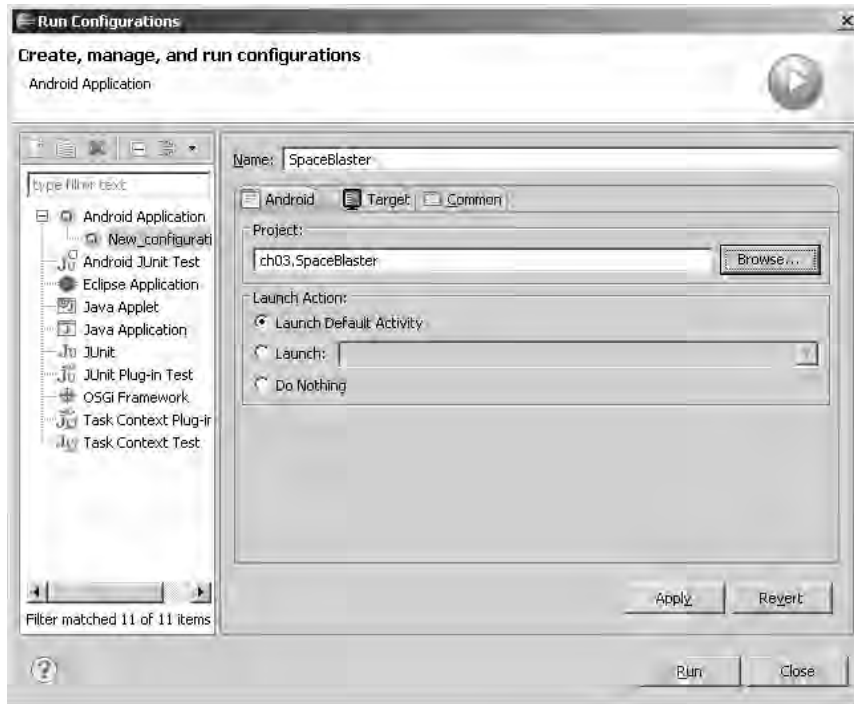 Run Configurations
Create, manage, and run configurations
Android Application
type filter text
Android Application
New_configurati
Android JUnit Test
Eclipse Application
Java Applet
Java Application
JUnit
JUnit Plug-in Test
OSGi Framework
Task Context Plug-ir
Task Context Test
Filter matched 11 of 11 items
Name: SpaceBlaster
Android Target Common
Project:
ch03.SpaceBlaster
Browse...
Launch Action:
Launch Default Activity
Launch:
Do Nothing
Apply Revert
Run Close